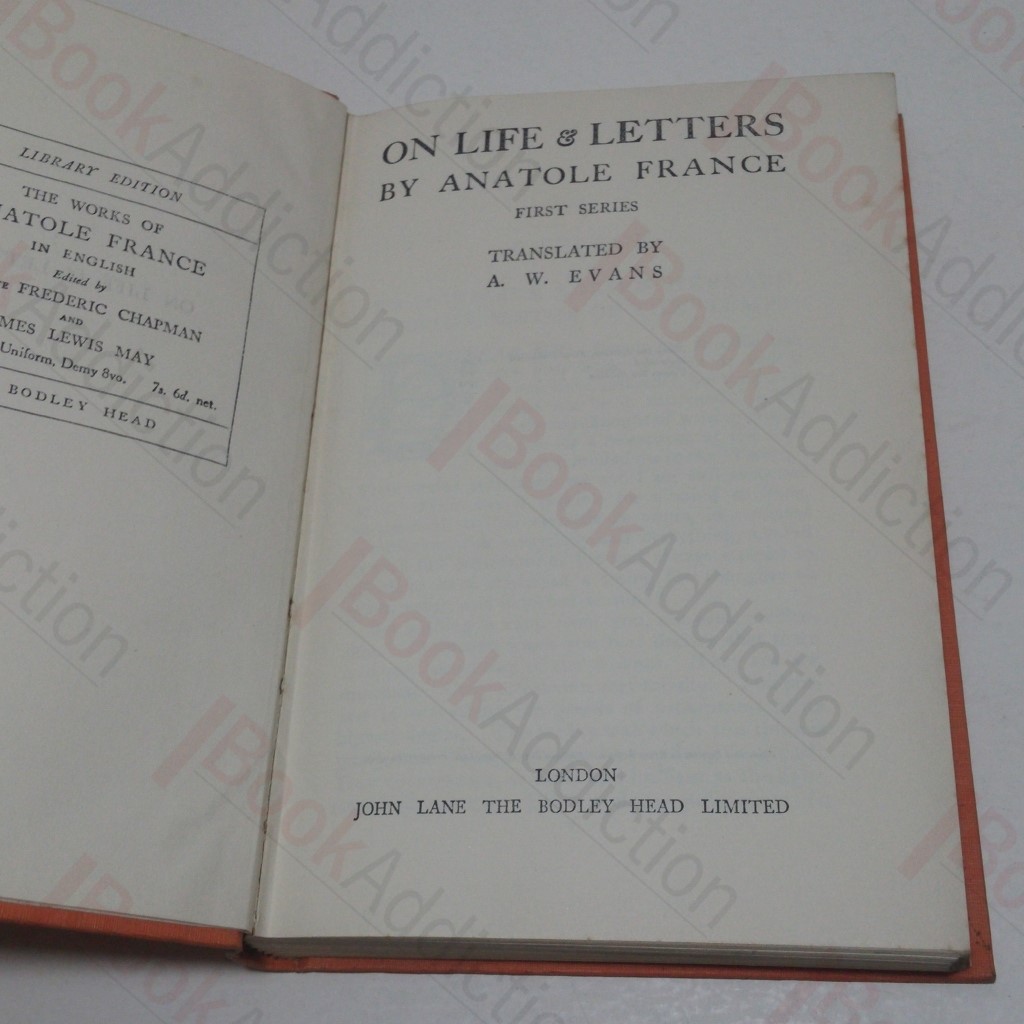 LIBRARY EDITION
THE WORKS OF
NATOLE FRANCE
IN ENGLISH
Edited by
FREDERIC CHAPMAN
AND
MES LEWIS MAY
Uniform, Demy 8vo. 7s. 6d. net.
BODLEY HEAD
ON LIFE & LETTERS
BY ANATOLE FRANCE
FIRST SERIES
TRANSLATED BY
A. W. EVANS
LONDON
JOHN LANE THE BODLEY HEAD LIMITED
BookAddiction